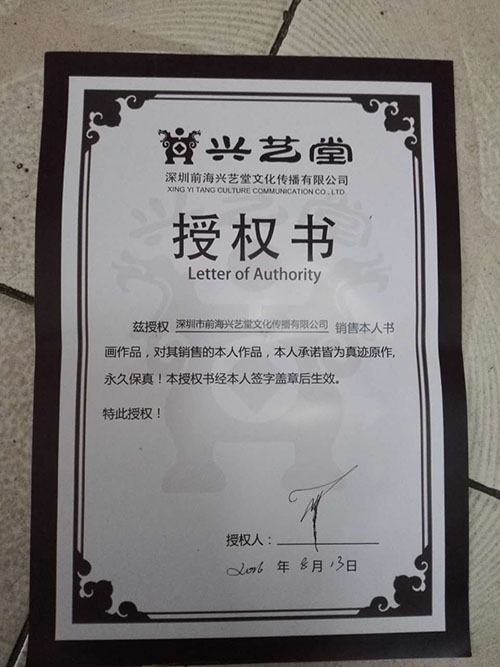 兴艺堂
深圳前海兴艺堂文化传播有限公司
XING YI TANG CULTURE COMMUNICATION CO., LTD
授权书
Letter of Authority
兹授权 深圳市前海兴艺堂文化传播有限公司 销售本人书
画作品，对其销售的本人作品，本人承诺皆为真迹原作,
永久保真！本授权书经本人签字盖章后生效。
特此授权！
授权人：
2016 年 8 月 13 日